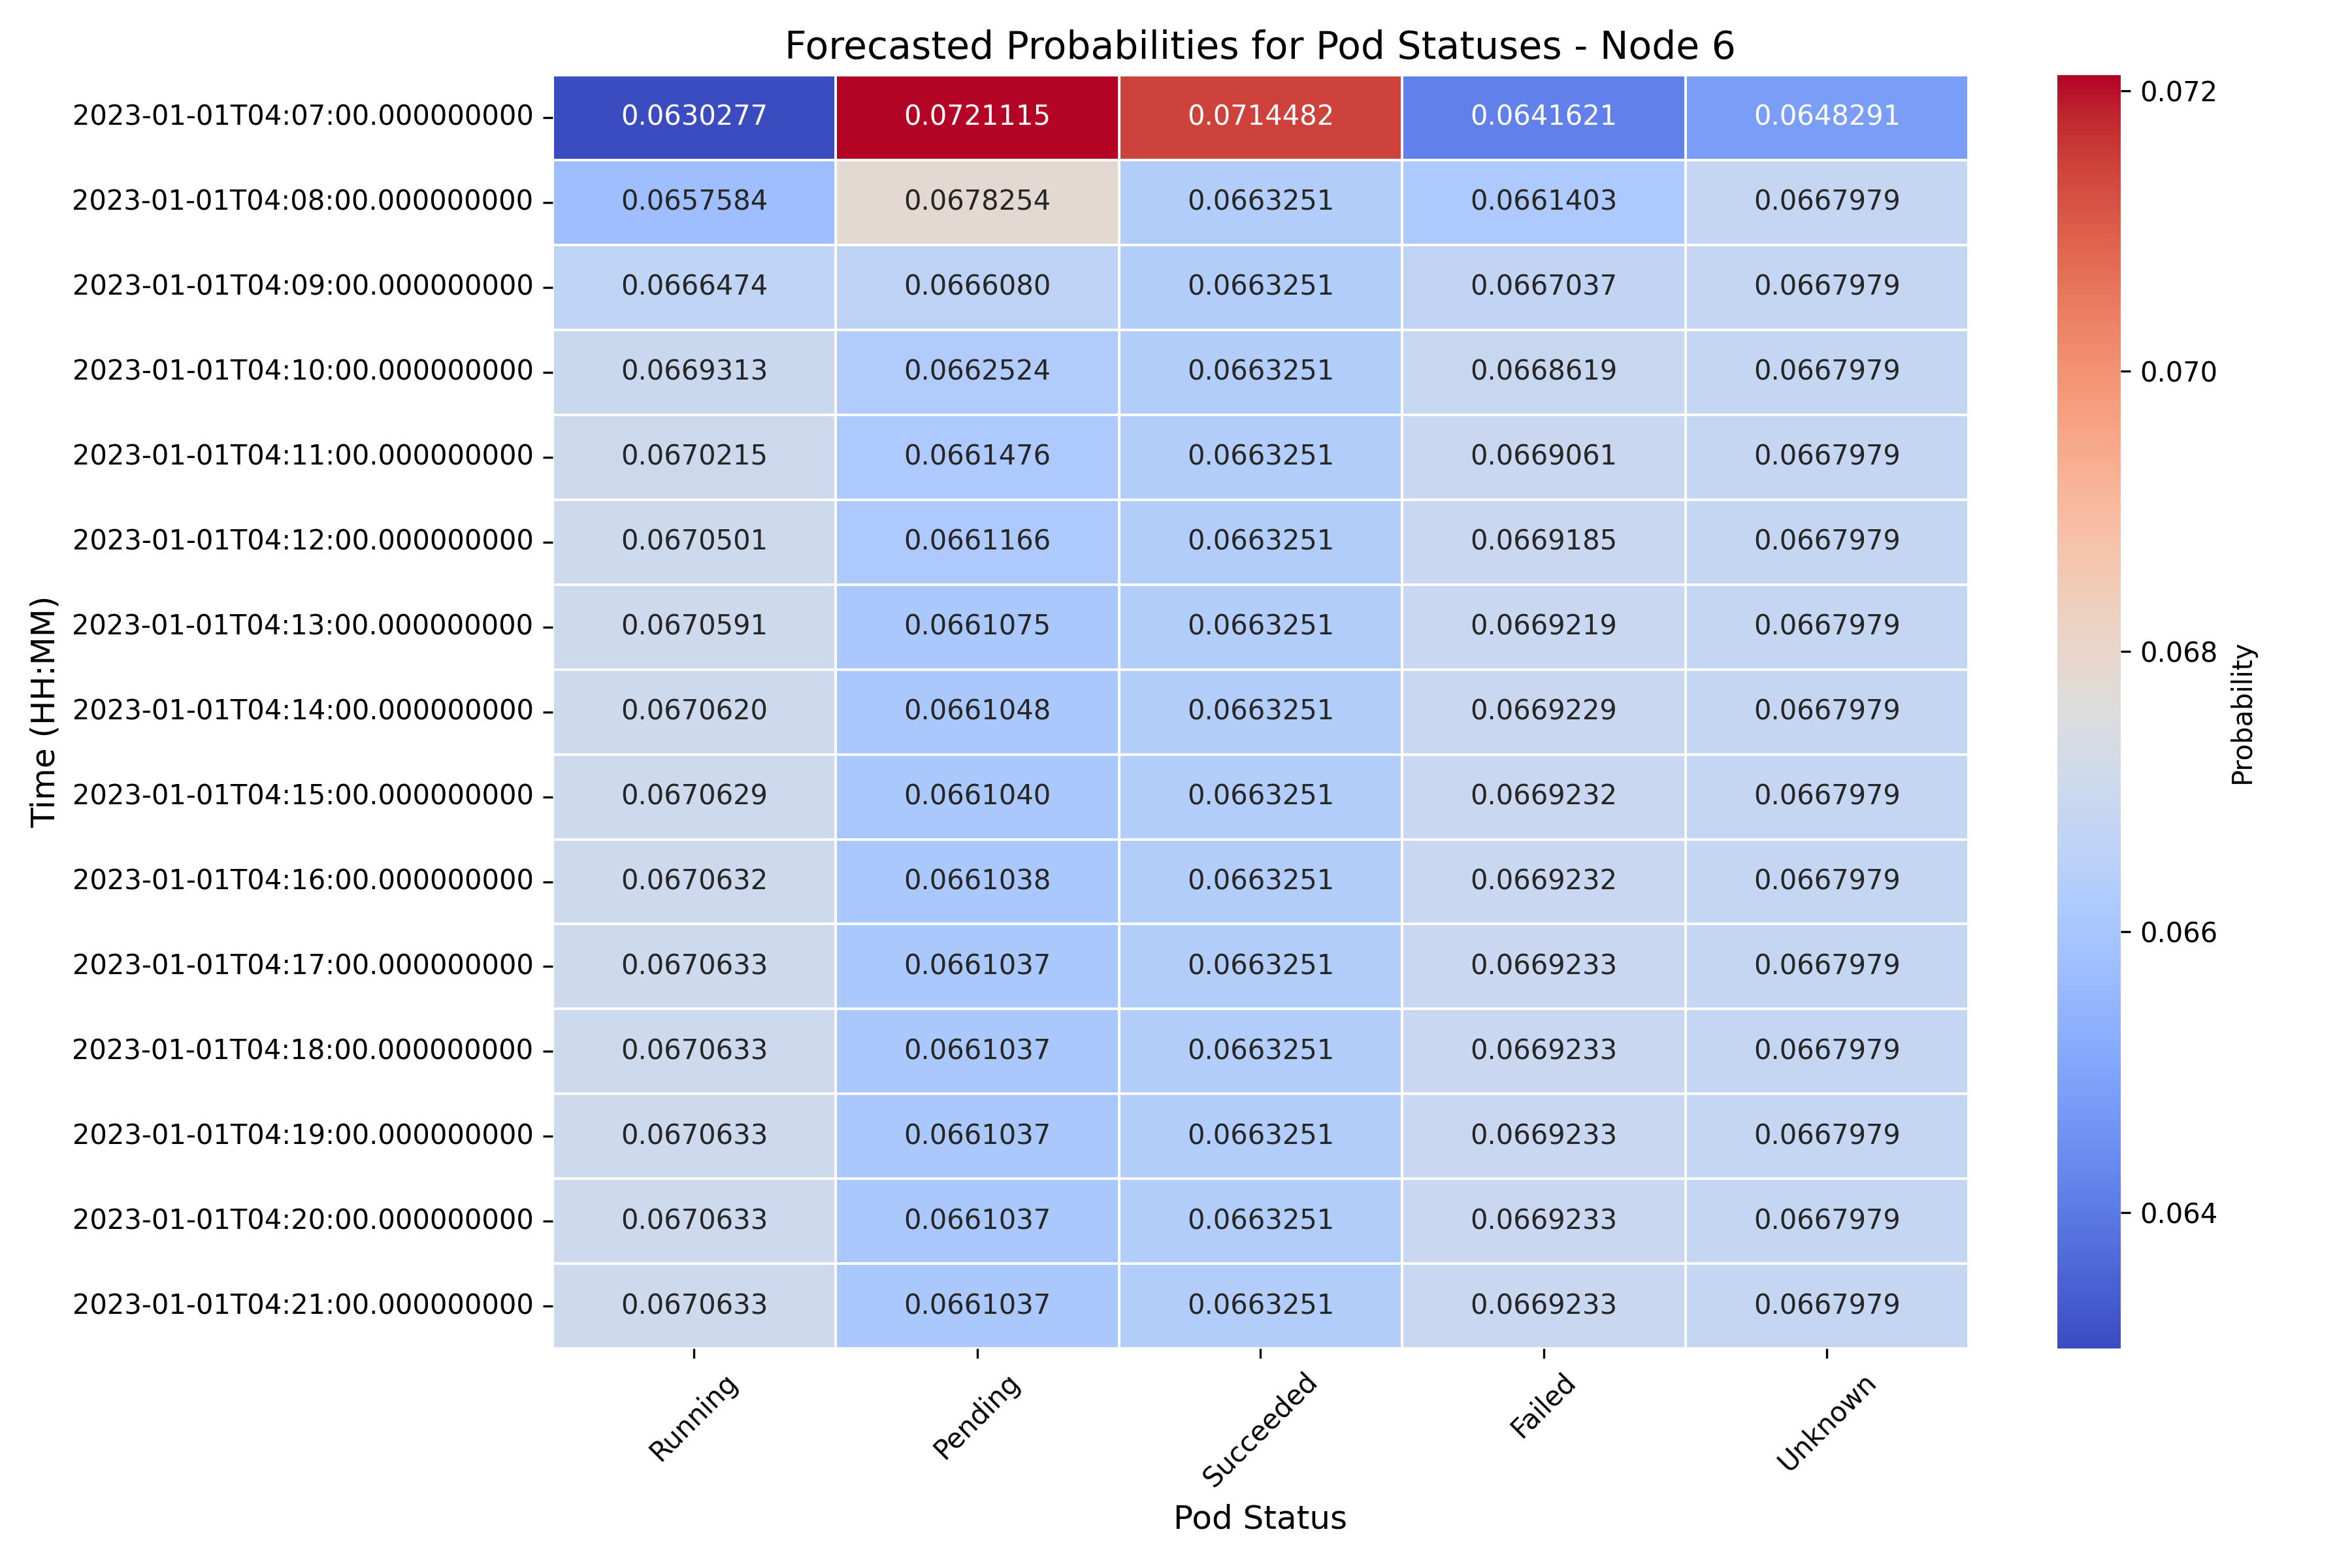 Forecasted Probabilities for Pod Statuses - Node 6
2023-01-01T04:07:00.000000000 0.0630277 0.0721115 0.0714482 0.0641621 0.0648291
2023-01-01T04:08:00.000000000 0.0657584 0.0678254 0.0663251 0.0661403 0.0667979
2023-01-01T04:09:00.000000000 0.0666474 0.0666080 0.0663251 0.0667037 0.0667979
2023-01-01T04:10:00.000000000 0.0669313 0.0662524 0.0663251 0.0668619 0.0667979
2023-01-01T04:11:00.000000000 0.0670215 0.0661476 0.0663251 0.0669061 0.0667979
2023-01-01T04:12:00.000000000 0.0670501 0.0661166 0.0663251 0.0669185 0.0667979
2023-01-01T04:13:00.000000000 0.0670591 0.0661075 0.0663251 0.0669219 0.0667979
2023-01-01T04:14:00.000000000 0.0670620 0.0661048 0.0663251 0.0669229 0.0667979
2023-01-01T04:15:00.000000000 0.0670629 0.0661040 0.0663251 0.0669232 0.0667979
2023-01-01T04:16:00.000000000 0.0670632 0.0661038 0.0663251 0.0669232 0.0667979
2023-01-01T04:17:00.000000000 0.0670633 0.0661037 0.0663251 0.0669233 0.0667979
2023-01-01T04:18:00.000000000 0.0670633 0.0661037 0.0663251 0.0669233 0.0667979
2023-01-01T04:19:00.000000000 0.0670633 0.0661037 0.0663251 0.0669233 0.0667979
2023-01-01T04:20:00.000000000 0.0670633 0.0661037 0.0663251 0.0669233 0.0667979
2023-01-01T04:21:00.000000000 0.0670633 0.0661037 0.0663251 0.0669233 0.0667979
Time (HH:MM)
Running Pending Succeeded Failed Unknown
Pod Status
0.072
0.070
0.068
0.066
0.064
Probability